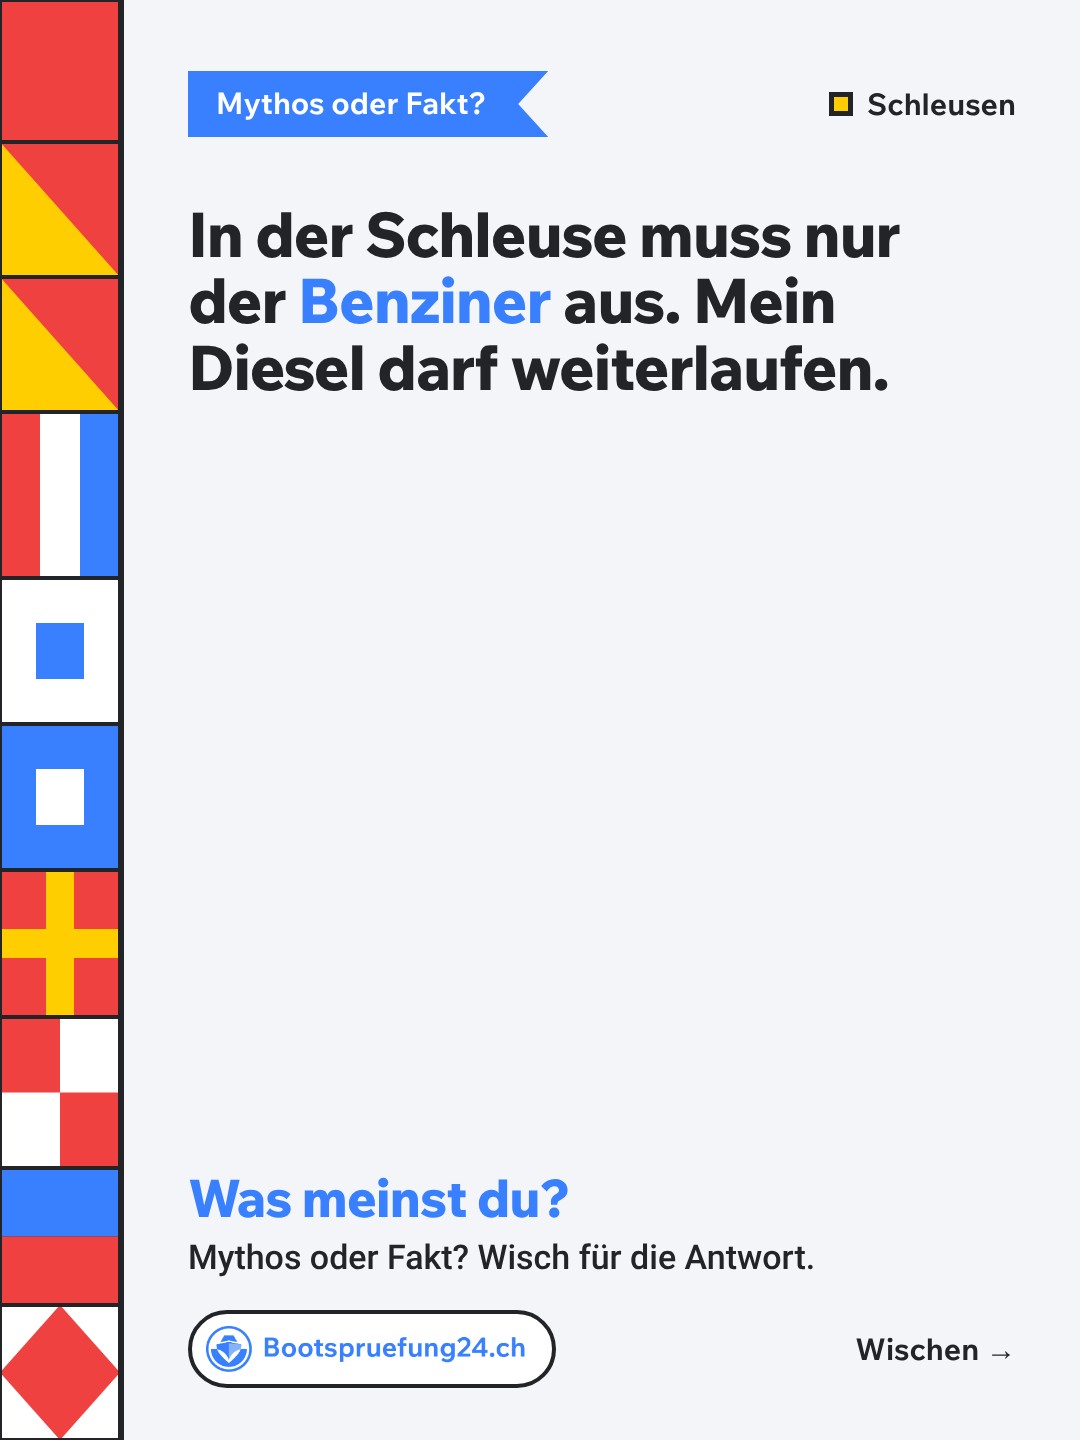 Mythos oder Fakt?
Schleusen
In der Schleuse muss nur
der Benziner aus. Mein
Diesel darf weiterlaufen.
Was meinst du?
Mythos oder Fakt? Wisch für die Antwort.
Bootspruefung24.ch
Wischen →